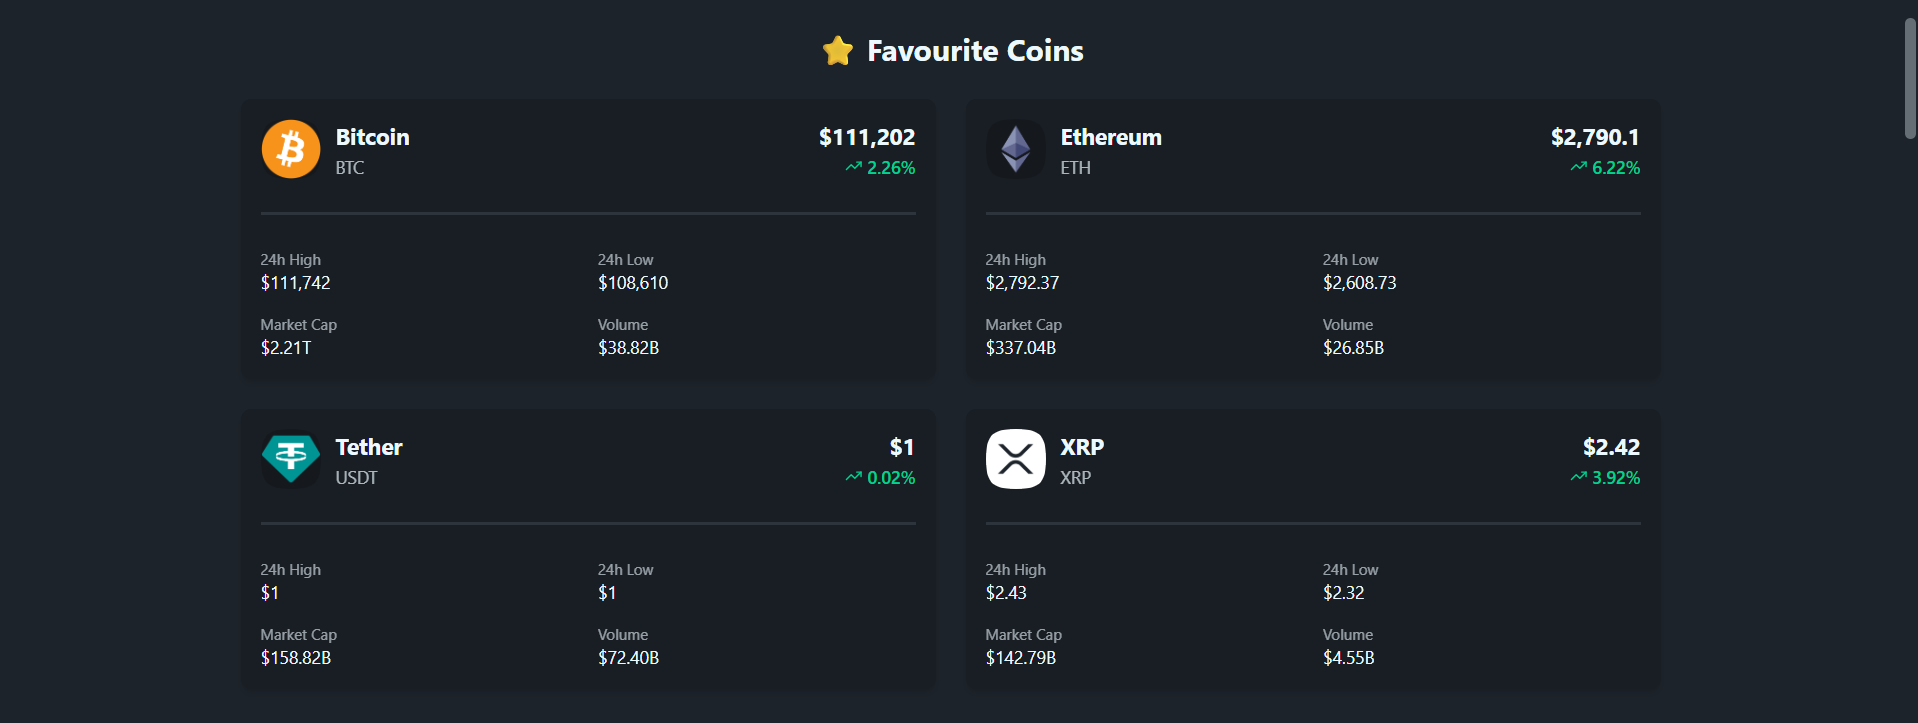 Favourite Coins
Bitcoin
BTC
$111,202
2.26%
24h High
$111,742
24h Low
$108,610
Market Cap
$2.21T
Volume
$38.82B
Ethereum
ETH
$2,790.1
6.22%
24h High
$2,792.37
24h Low
$2,608.73
Market Cap
$337.04B
Volume
$26.85B
Tether
USDT
$1
0.02%
24h High
$1
24h Low
$1
Market Cap
$158.82B
Volume
$72.40B
XRP
XRP
$2.42
3.92%
24h High
$2.43
24h Low
$2.32
Market Cap
$142.79B
Volume
$4.55B